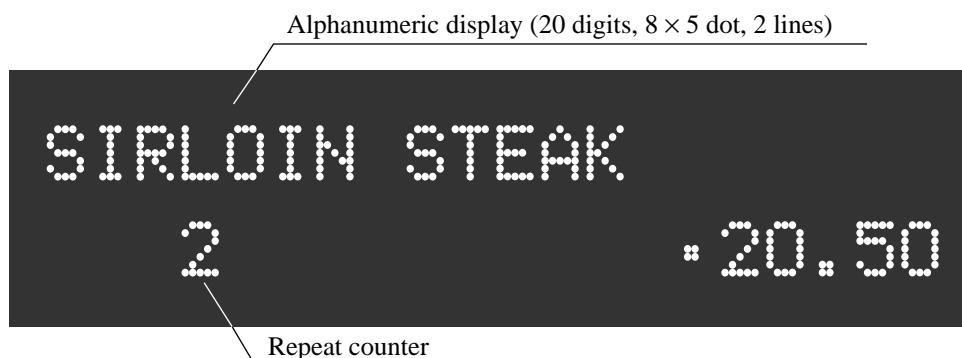 Alphanumeric display (20 digits, 8 × 5 dot, 2 lines)
SIRLOIN STEAK
2 ·20.50
Repeat counter